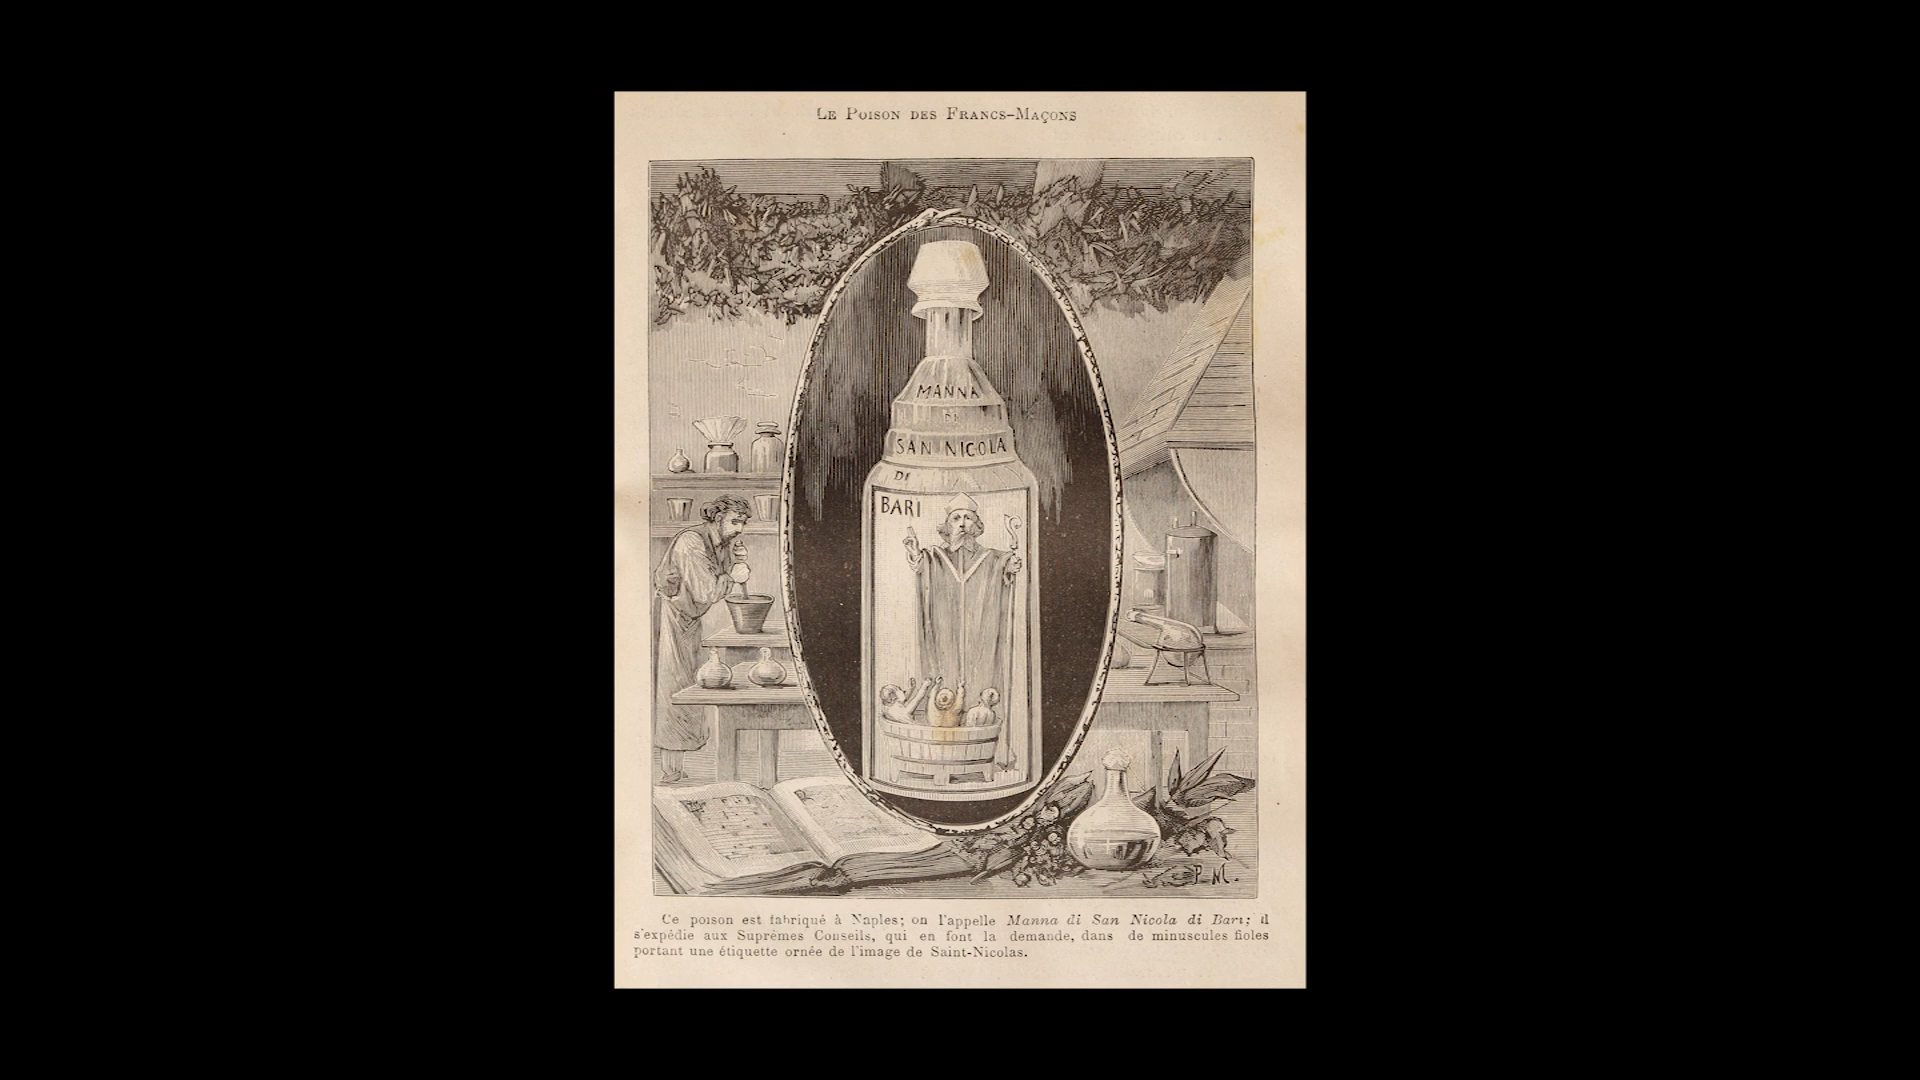 LE POISON DES FRANCS-MAÇONS
MANNA
DI
SAN NICOLA
DI
BARI
P. M.
Ce poison est fabriqué à Naples; on l'appelle Manna di San Nicola di Bari; il
s'expédie aux Suprêmes Conseils, qui en font la demande, dans de minuscules fioles
portant une étiquette ornée de l'image de Saint-Nicolas.